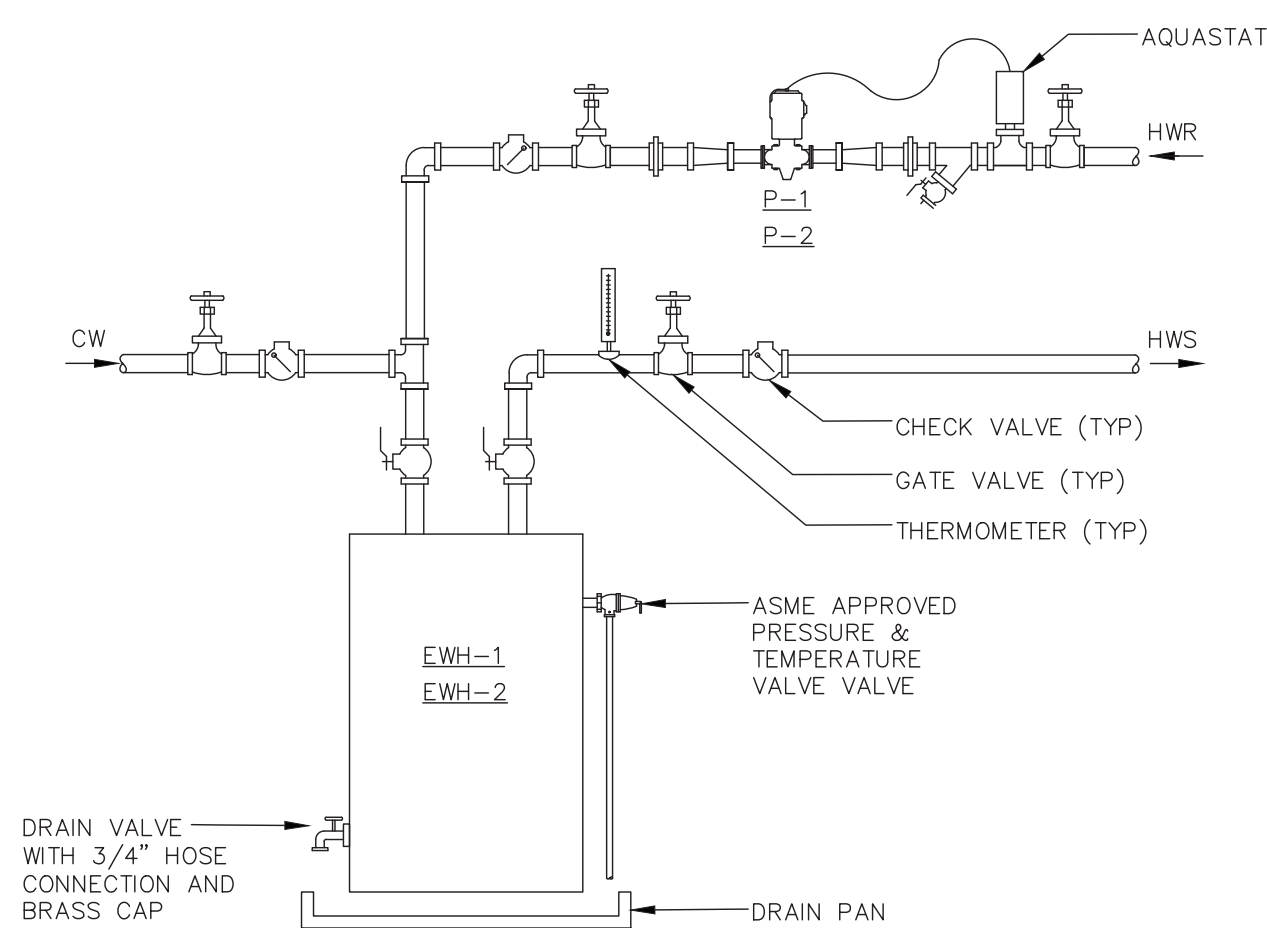 AQUASTAT
HWR
P-1
P-2
CW
HWS
CHECK VALVE (TYP)
GATE VALVE (TYP)
THERMOMETER (TYP)
ASME APPROVED
PRESSURE &
TEMPERATURE
VALVE VALVE
EWH-1
EWH-2
DRAIN VALVE
WITH 3/4" HOSE
CONNECTION AND
BRASS CAP
DRAIN PAN